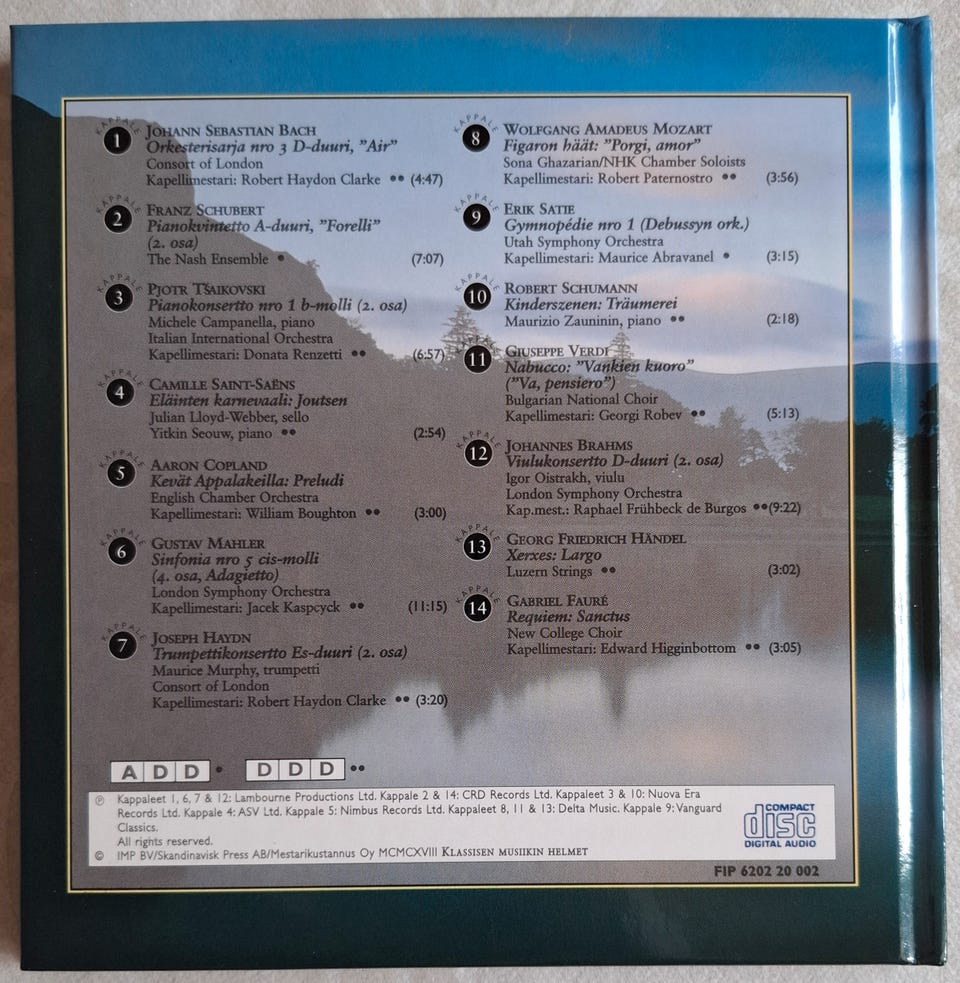 KAPPALE
1
JOHANN SEBASTIAN BACH
Orkesterisarja nro 3 D-duuri, ”Air”
Consort of London
Kapellimestari: Robert Haydon Clarke •• (4:47)
KAPPALE
2
FRANZ SCHUBERT
Pianokvintetto A-duuri, ”Forelli”
(2. osa)
The Nash Ensemble • (7:07)
KAPPALE
3
PJOTR TŠAIKOVSKI
Pianokonsertto nro 1 b-molli (2. osa)
Michele Campanella, piano
Italian International Orchestra
Kapellimestari: Donata Renzetti •• (6:57)
KAPPALE
4
CAMILLE SAINT-SAËNS
Eläinten karnevaali: Joutsen
Julian Lloyd-Webber, sello
Yitkin Seouw, piano •• (2:54)
KAPPALE
5
AARON COPLAND
Kevät Appalakeilla: Preludi
English Chamber Orchestra
Kapellimestari: William Boughton •• (3:00)
KAPPALE
6
GUSTAV MAHLER
Sinfonia nro 5 cis-molli
(4. osa, Adagietto)
London Symphony Orchestra
Kapellimestari: Jacek Kaspcyck •• (11:15)
KAPPALE
7
JOSEPH HAYDN
Trumpettikonsertto Es-duuri (2. osa)
Maurice Murphy, trumpetti
Consort of London
Kapellimestari: Robert Haydon Clarke •• (3:20)
KAPPALE
8
WOLFGANG AMADEUS MOZART
Figaron häät: ”Porgi, amor”
Sona Ghazarian/NHK Chamber Soloists
Kapellimestari: Robert Paternostro •• (3:56)
KAPPALE
9
ERIK SATIE
Gymnopédie nro 1 (Debussyn ork.)
Utah Symphony Orchestra
Kapellimestari: Maurice Abravanel • (3:15)
KAPPALE
10
ROBERT SCHUMANN
Kinderszenen: Träumerei
Maurizio Zauninin, piano •• (2:18)
KAPPALE
11
GIUSEPPE VERDI
Nabucco: ”Vankien kuoro”
(”Va, pensiero”)
Bulgarian National Choir
Kapellimestari: Georgi Robev •• (5:13)
KAPPALE
12
JOHANNES BRAHMS
Viulukonsertto D-duuri (2. osa)
Igor Oistrakh, viulu
London Symphony Orchestra
Kap.mest.: Raphael Frühbeck de Burgos ••(9:22)
KAPPALE
13
GEORG FRIEDRICH HÄNDEL
Xerxes: Largo
Luzern Strings •• (3:02)
KAPPALE
14
GABRIEL FAURÉ
Requiem: Sanctus
New College Choir
Kapellimestari: Edward Higginbottom •• (3:05)
ADD • DDD ••
℗ Kappaleet 1, 6, 7 & 12: Lambourne Productions Ltd. Kappale 2 & 14: CRD Records Ltd. Kappaleet 3 & 10: Nuova Era
Records Ltd. Kappale 4: ASV Ltd. Kappale 5: Nimbus Records Ltd. Kappaleet 8, 11 & 13: Delta Music. Kappale 9: Vanguard
Classics.
All rights reserved.
© IMP BV/Skandinavisk Press AB/Mestarikustannus Oy MCMCXVIII KLASSISEN MUSIIKIN HELMET
COMPACT
disc
DIGITAL AUDIO
FIP 6202 20 002